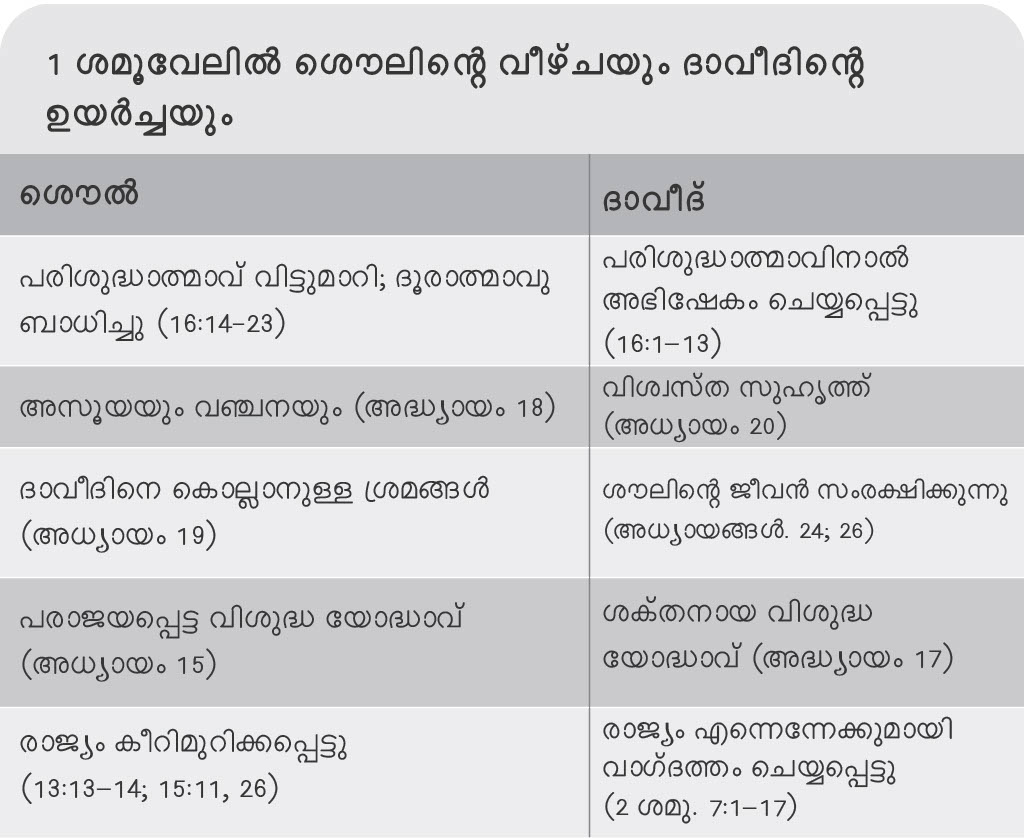 1 ശമൂവേലിൽ ശൌലിന്റെ വീഴ്ചയും ദാവീദിന്റെ
ഉയർച്ചയും
ശൌൽ
ദാവീദ്
പരിശുദ്ധാത്മാവ് വിട്ടുമാറി; ദൂരാത്മാവു
ബാധിച്ചു (16:14–23)
പരിശുദ്ധാത്മാവിനാൽ
അഭിഷേകം ചെയ്യപ്പെട്ടു
(16:1–13)
അസൂയയും വഞ്ചനയും (അദ്ധ്യായം 18)
വിശ്വസ്ത സുഹൃത്ത്
(അധ്യായം 20)
ദാവീദിനെ കൊല്ലാനുള്ള ശ്രമങ്ങൾ
(അധ്യായം 19)
ശൗലിന്റെ ജീവൻ സംരക്ഷിക്കുന്നു
(അധ്യായങ്ങൾ. 24; 26)
പരാജയപ്പെട്ട വിശുദ്ധ യോദ്ധാവ്
(അധ്യായം 15)
ശക്തനായ വിശുദ്ധ
യോദ്ധാവ് (അദ്ധ്യായം 17)
രാജ്യം കീറിമുറിക്കപ്പെട്ടു
(13:13–14; 15:11, 26)
രാജ്യം എന്നെന്നേക്കുമായി
വാഗ്ദത്തം ചെയ്യപ്പെട്ടു
(2 ശമു. 7:1–17)